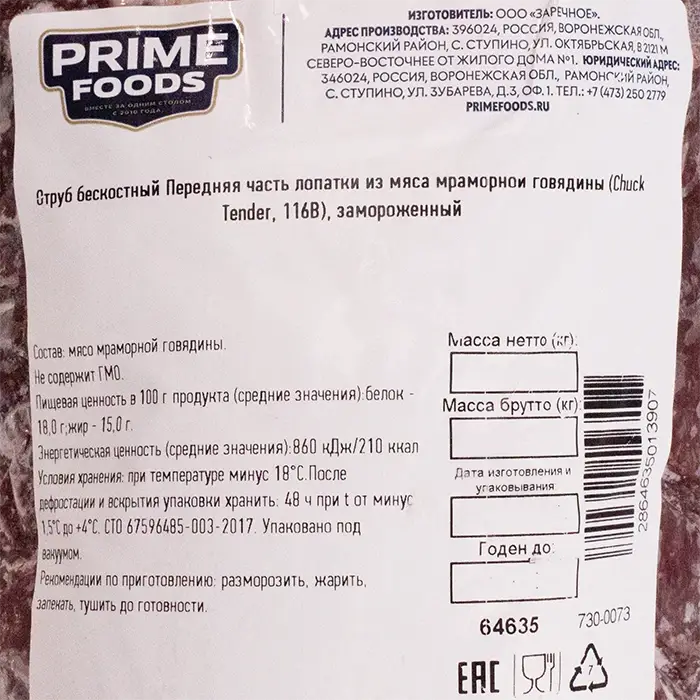 PRIME
FOODS
ВМЕСТЕ ЗА ОДНИМ СТОЛОМ
С 2010 ГОДА
ИЗГОТОВИТЕЛЬ: ООО «ЗАРЕЧНОЕ».
АДРЕС ПРОИЗВОДСТВА: 396024, РОССИЯ, ВОРОНЕЖСКАЯ ОБЛ.,
РАМОНСКИЙ РАЙОН, С. СТУПИНО, УЛ. ОКТЯБРЬСКАЯ, В 2121 М
СЕВЕРО-ВОСТОЧНЕЕ ОТ ЖИЛОГО ДОМА №1. ЮРИДИЧЕСКИЙ АДРЕС:
346024, РОССИЯ, ВОРОНЕЖСКАЯ ОБЛ., РАМОНСКИЙ РАЙОН,
С. СТУПИНО, УЛ. ЗУБАРЕВА, Д.3, ОФ. 1. ТЕЛ.: +7 (473) 250 2779
PRIMEFOODS.RU
Отруб бескостный Передняя часть лопатки из мяса мраморной говядины (Chuck
Tender, 116B), замороженный
Состав: мясо мраморной говядины.
Не содержит ГМО.
Пищевая ценность в 100 г продукта (средние значения):белок -
18,0 г;жир - 15,0 г.
Энергетическая ценность (средние значения):860 кДж/210 ккал
Условия хранения: при температуре минус 18°С.После
дефростации и вскрытия упаковки хранить: 48 ч при t от минус
1,5°С до +4°С. СТО 67596485-003-2017. Упаковано под
вакуумом.
Рекомендации по приготовлению: разморозить, жарить,
запекать, тушить до готовности.
Масса нетто (кг):
Масса брутто (кг)
Дата изготовления и
упаковывания
Годен до:
64635
730-0073
2864635013907
EAC
7